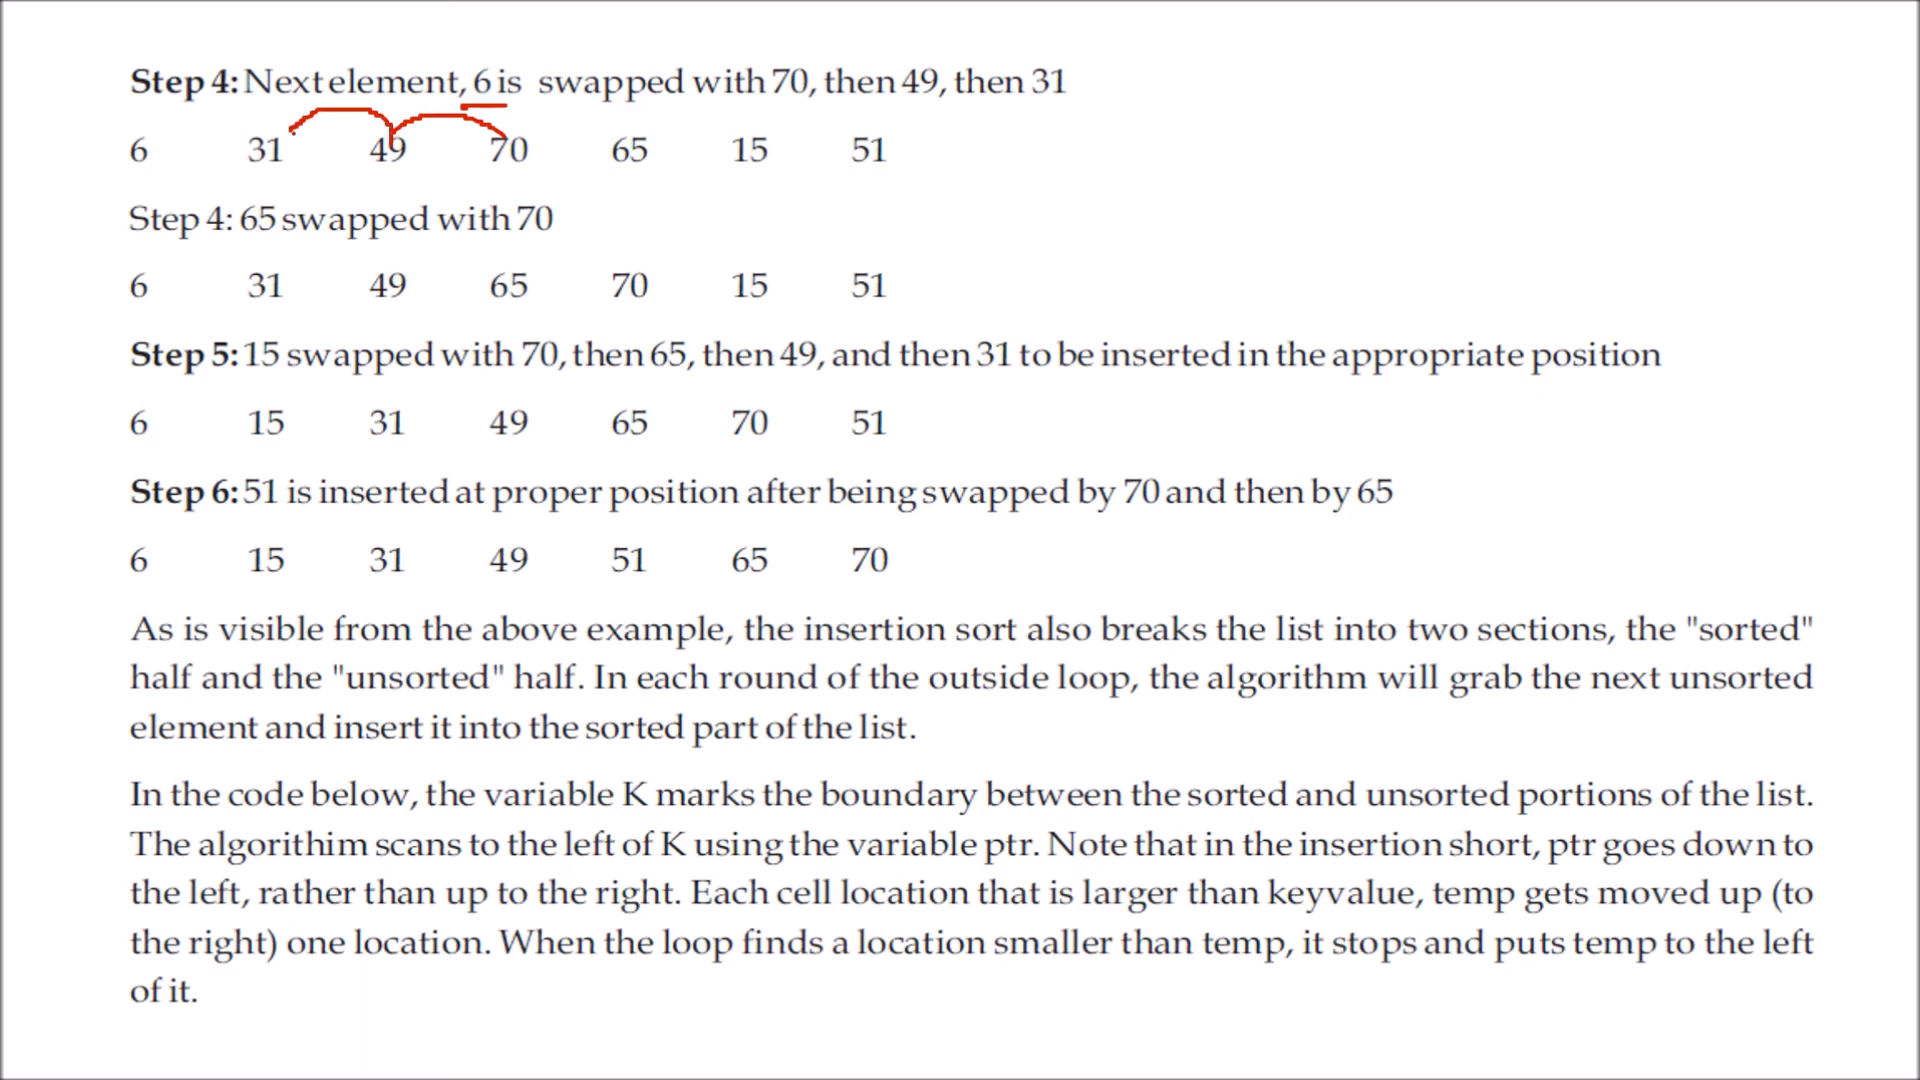 Step 4: Next element, 6 is swapped with 70, then 49, then 31
6 31 49 70 65 15 51
Step 4: 65 swapped with 70
6 31 49 65 70 15 51
Step 5: 15 swapped with 70, then 65, then 49, and then 31 to be inserted in the appropriate position
6 15 31 49 65 70 51
Step 6: 51 is inserted at proper position after being swapped by 70 and then by 65
6 15 31 49 51 65 70
As is visible from the above example, the insertion sort also breaks the list into two sections, the "sorted"
half and the "unsorted" half. In each round of the outside loop, the algorithm will grab the next unsorted
element and insert it into the sorted part of the list.
In the code below, the variable K marks the boundary between the sorted and unsorted portions of the list.
The algorithim scans to the left of K using the variable ptr. Note that in the insertion short, ptr goes down to
the left, rather than up to the right. Each cell location that is larger than keyvalue, temp gets moved up (to
the right) one location. When the loop finds a location smaller than temp, it stops and puts temp to the left
of it.